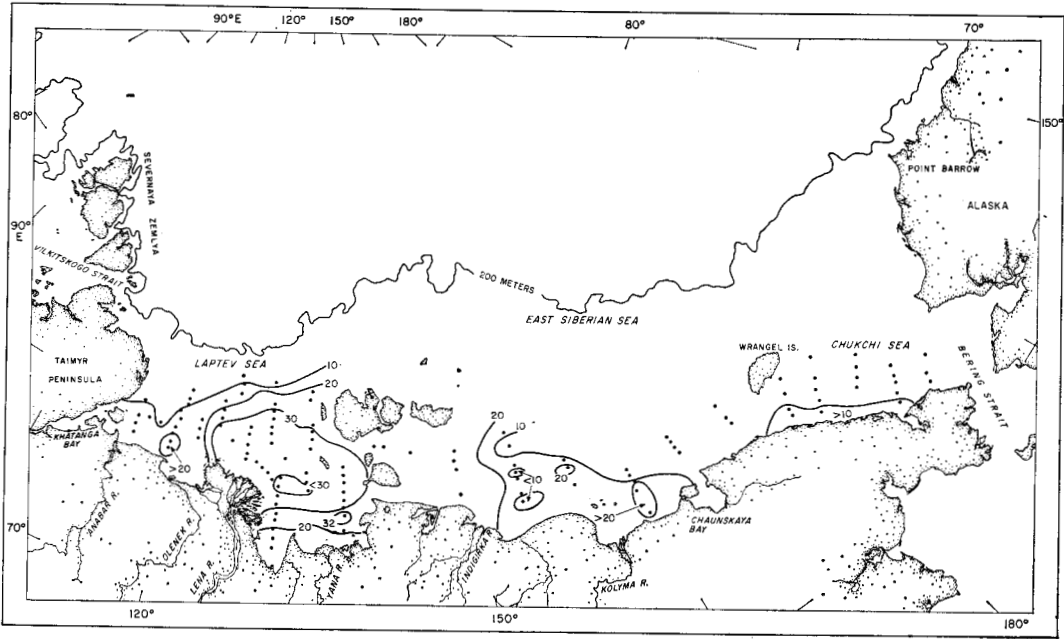 90°E 120° 150° 180° 80° 70°
80°
150°
SEVERNAYA ZEMLYA
POINT BARROW
ALASKA
90°
E
VILKITSKOGO STRAIT
200 METERS
EAST SIBERIAN SEA
TAIMYR
PENINSULA
LAPTEV SEA
WRANGEL IS.
CHUKCHI SEA
BERING STRAIT
10
20
30
KHATANGA
BAY
>20
<30
32
20
20
10
<10
20
>20
>10
CHAUNSKAYA
BAY
70°
ANABAR R.
OLENEK R.
LENA R.
YANA R.
INDIGIRKA R.
KOLYMA R.
120° 150° 180°